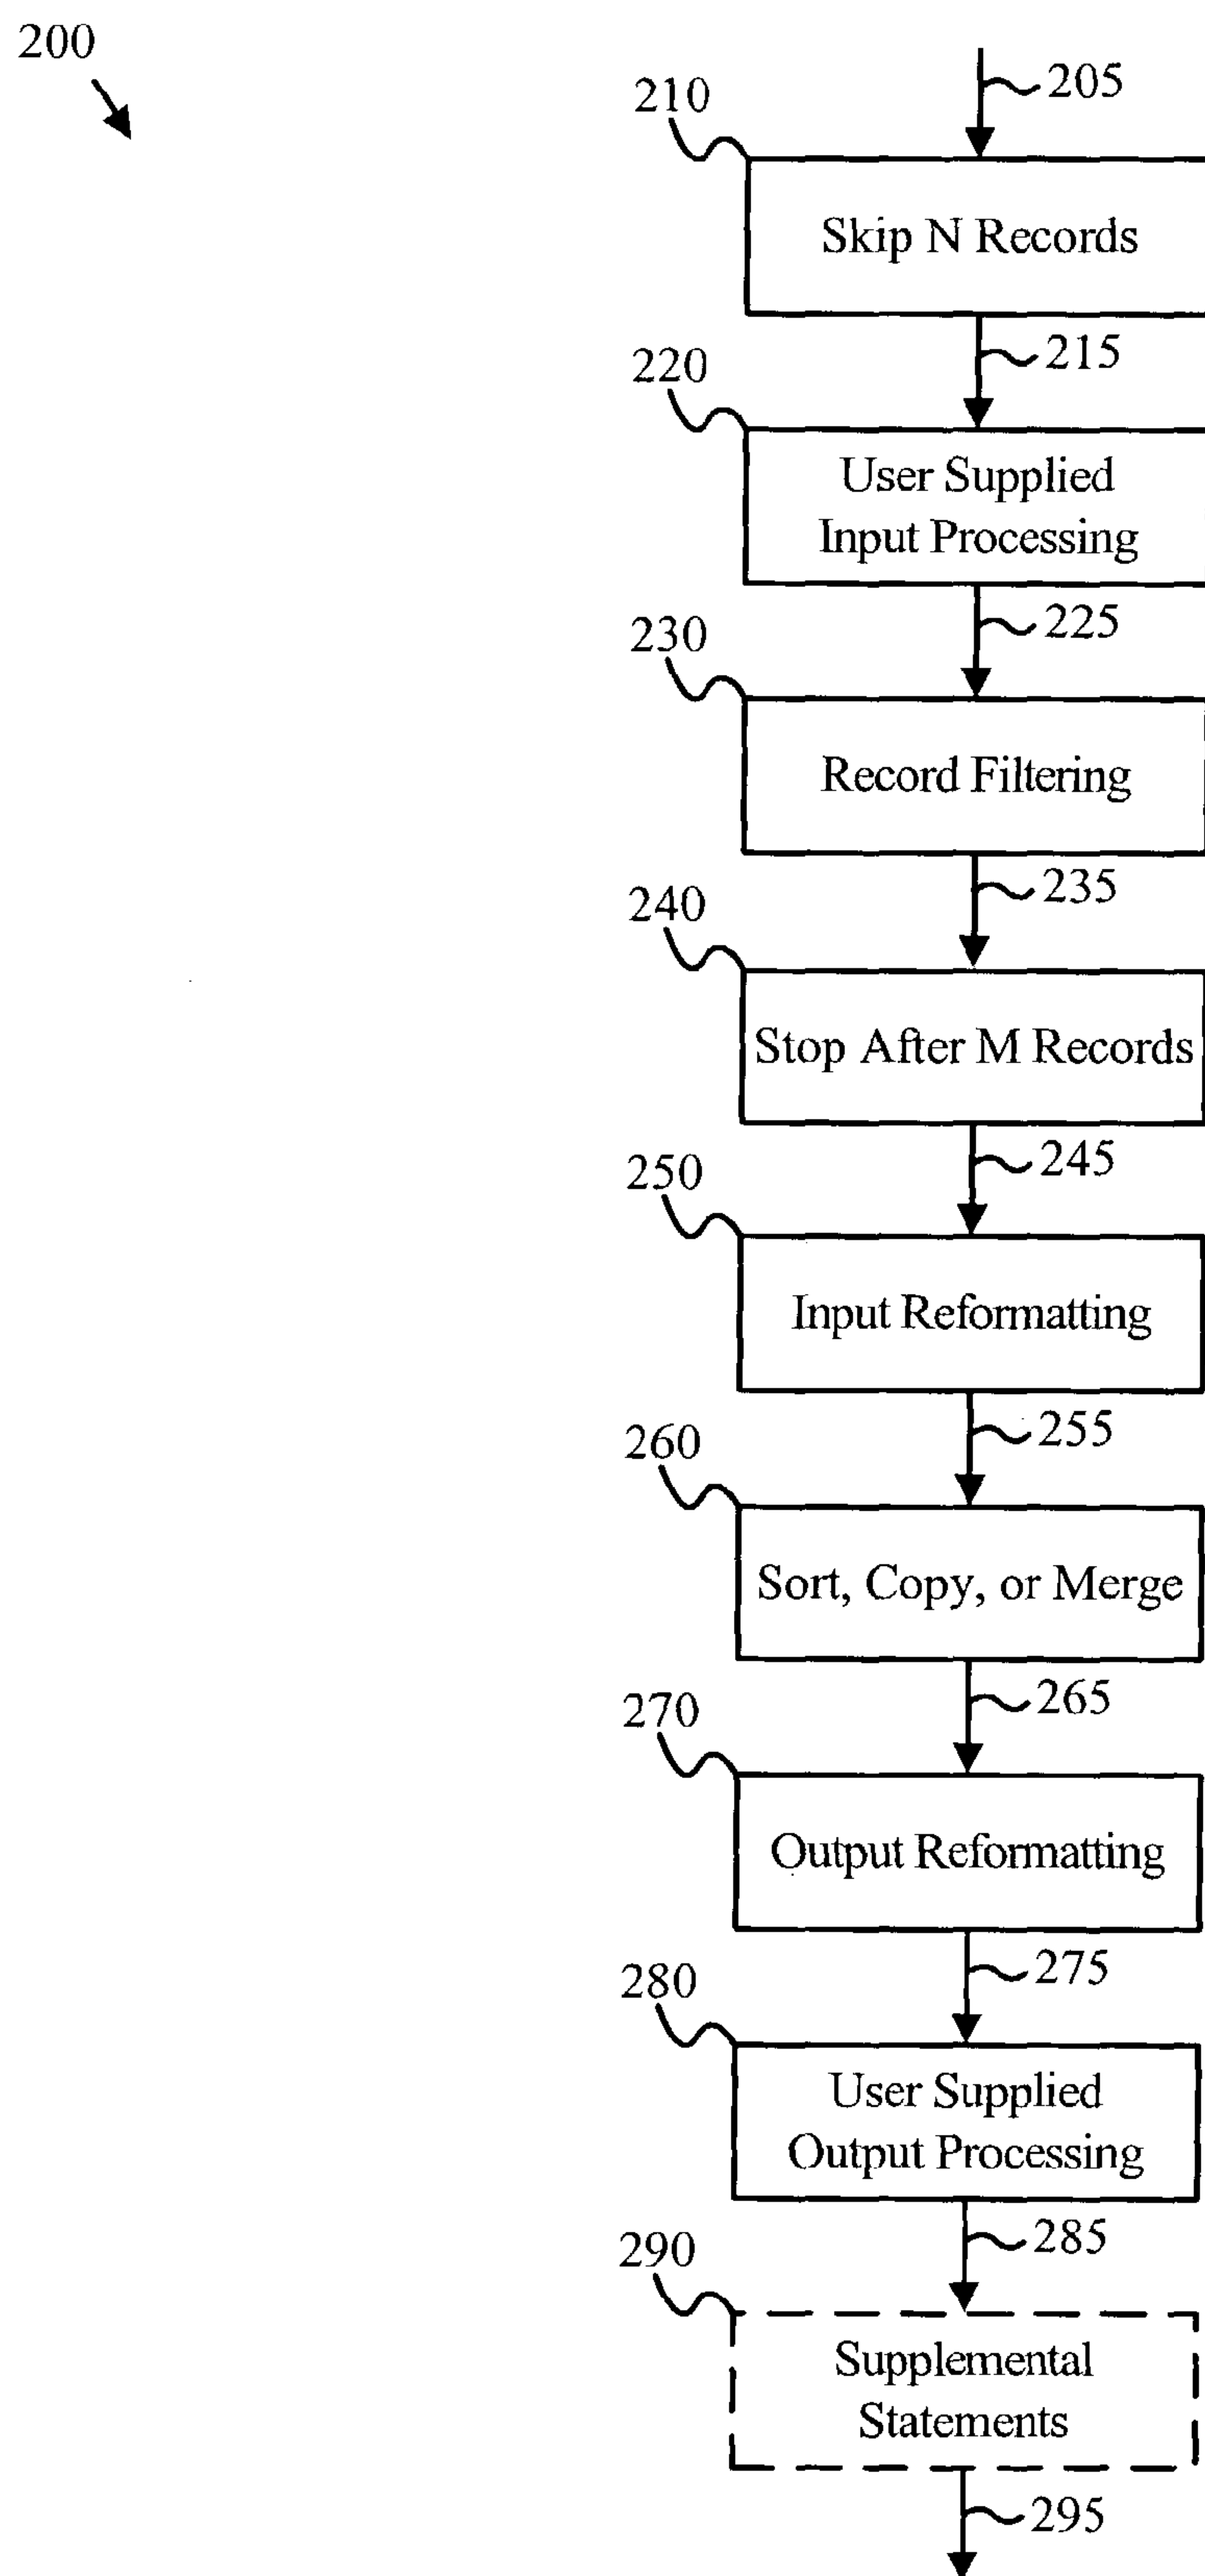 200
205
210
Skip N Records
215
220
User Supplied
Input Processing
225
230
Record Filtering
235
240
Stop After M Records
245
250
Input Reformatting
255
260
Sort, Copy, or Merge
265
270
Output Reformatting
275
280
User Supplied
Output Processing
285
290
Supplemental
Statements
295